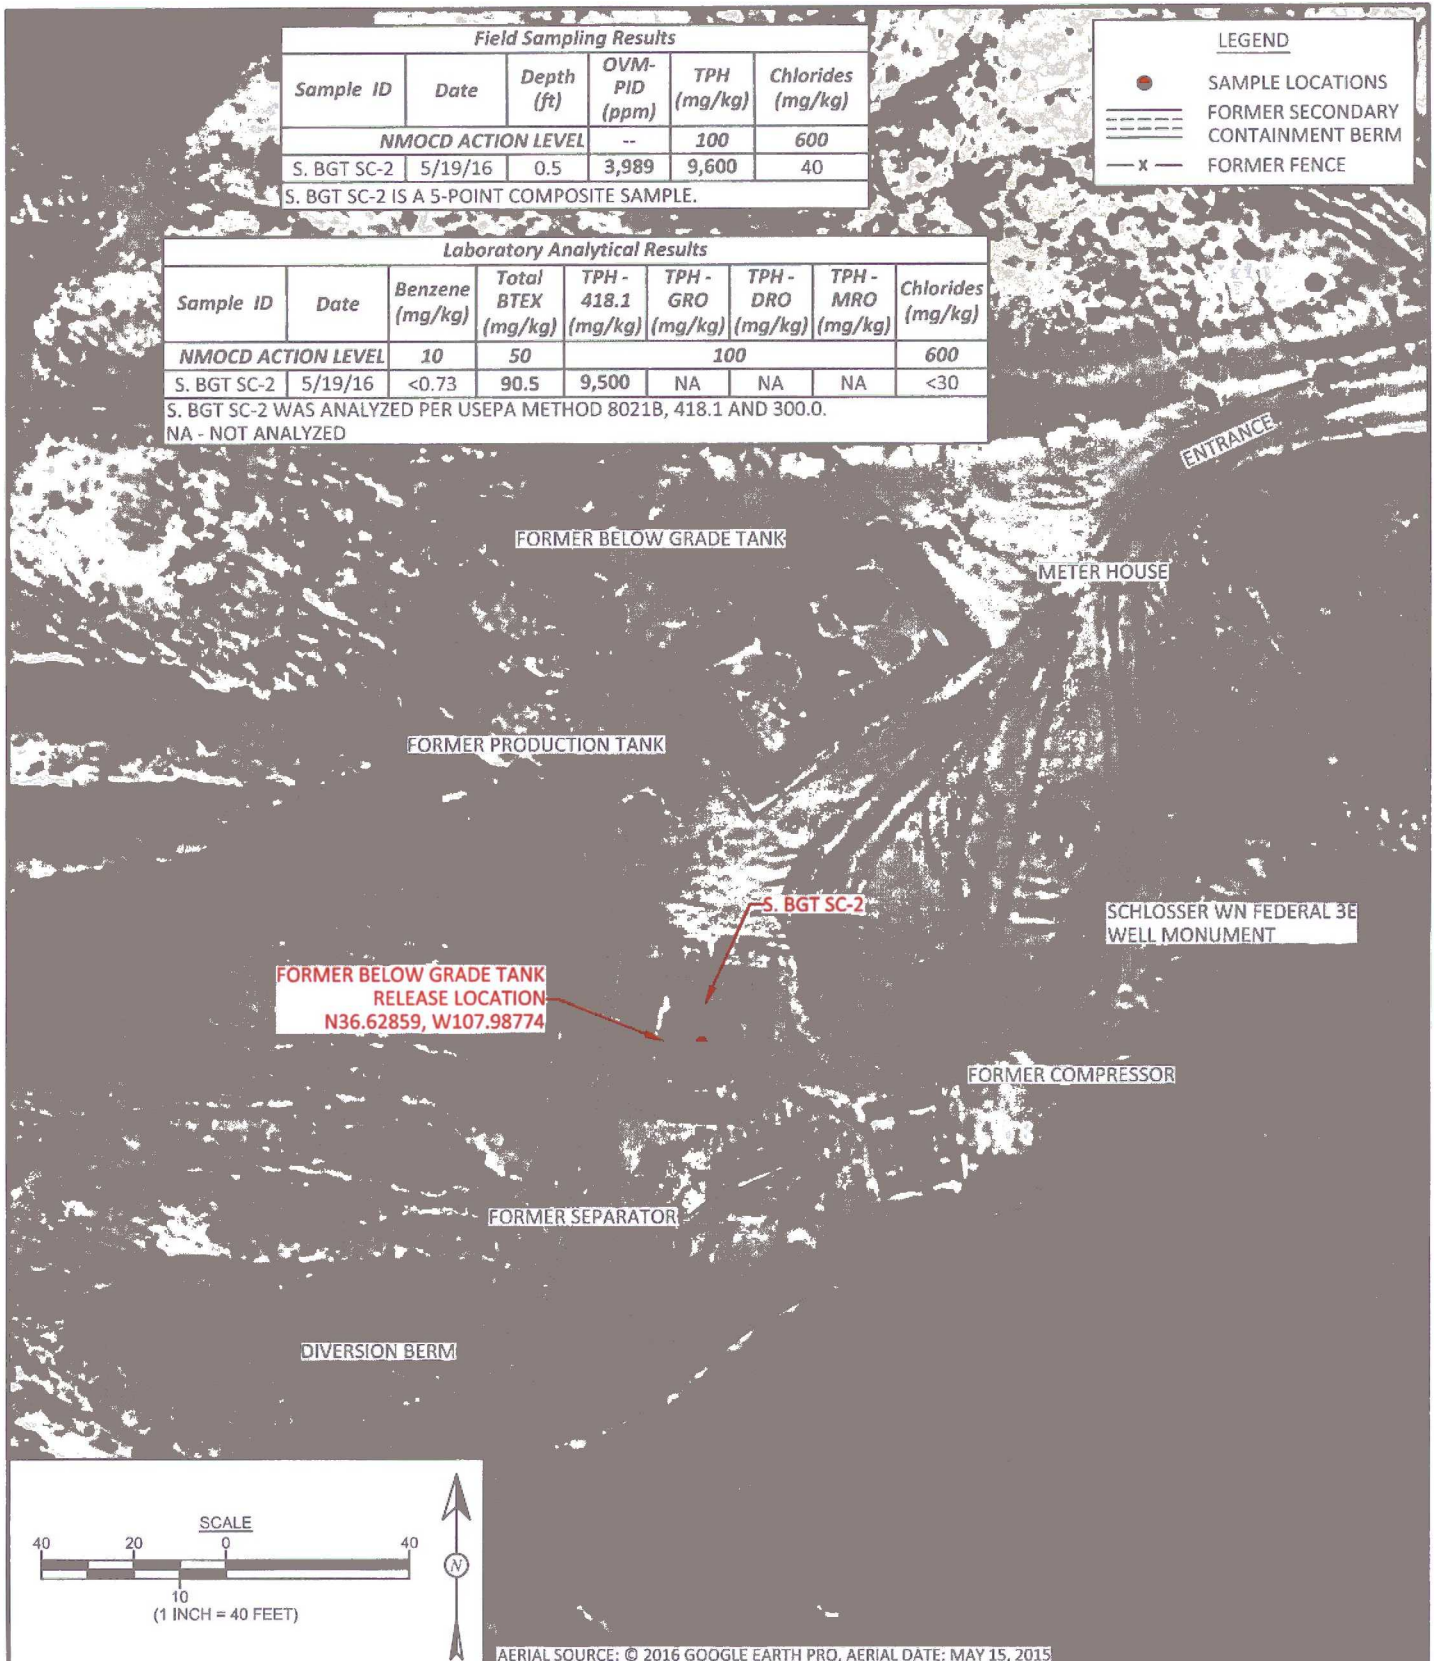 Field Sampling Results
Sample ID Date Depth (ft) OVM-PID (ppm) TPH (mg/kg) Chlorides (mg/kg)
NMOCD ACTION LEVEL -- 100 600
S. BGT SC-2 5/19/16 0.5 3,989 9,600 40
S. BGT SC-2 IS A 5-POINT COMPOSITE SAMPLE.
LEGEND
SAMPLE LOCATIONS
FORMER SECONDARY
CONTAINMENT BERM
x FORMER FENCE
Laboratory Analytical Results
Sample ID Date Benzene (mg/kg) Total BTEX (mg/kg) TPH - 418.1 (mg/kg) TPH - GRO (mg/kg) TPH - DRO (mg/kg) TPH - MRO (mg/kg) Chlorides (mg/kg)
NMOCD ACTION LEVEL 10 50 100 600
S. BGT SC-2 5/19/16 <0.73 90.5 9,500 NA NA NA <30
S. BGT SC-2 WAS ANALYZED PER USEPA METHOD 8021B, 418.1 AND 300.0.
NA - NOT ANALYZED
ENTRANCE
FORMER BELOW GRADE TANK
METER HOUSE
FORMER PRODUCTION TANK
S. BGT SC-2
SCHLOSSER WN FEDERAL 3E
WELL MONUMENT
FORMER BELOW GRADE TANK
RELEASE LOCATION
N36.62859, W107.98774
FORMER COMPRESSOR
FORMER SEPARATOR
DIVERSION BERM
SCALE
40 20 0 40
10
(1 INCH = 40 FEET)
N
AERIAL SOURCE: © 2016 GOOGLE EARTH PRO, AERIAL DATE: MAY 15, 2015